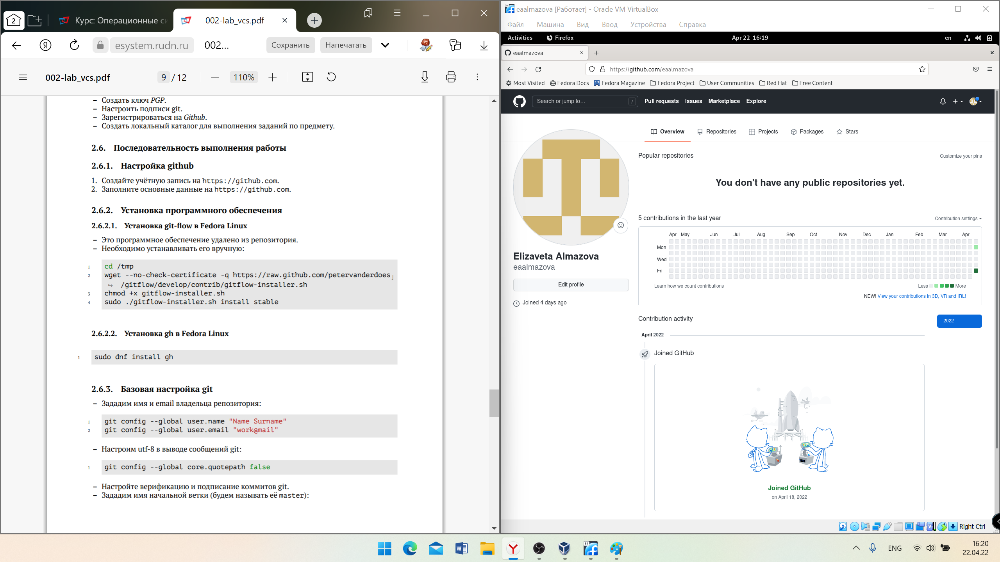 2
Курс: Операционные си
002-lab_vcs.pdf
esystem.rudn.ru
002...
Сохранить
Напечатать
002-lab_vcs.pdf
9 / 12
110%
– Создать ключ PGP.
– Настроить подписи git.
– Зарегистрироваться на Github.
– Создать локальный каталог для выполнения заданий по предмету.
2.6. Последовательность выполнения работы
2.6.1. Настройка github
1. Создайте учётную запись на https://github.com.
2. Заполните основные данные на https://github.com.
2.6.2. Установка программного обеспечения
2.6.2.1. Установка git-flow в Fedora Linux
– Это программное обеспечение удалено из репозитория.
– Необходимо устанавливать его вручную:
1 cd /tmp
2 wget --no-check-certificate -q https://raw.github.com/petervanderdoes
/gitflow/develop/contrib/gitflow-installer.sh
3 chmod +x gitflow-installer.sh
4 sudo ./gitflow-installer.sh install stable
2.6.2.2. Установка gh в Fedora Linux
1 sudo dnf install gh
2.6.3. Базовая настройка git
– Зададим имя и email владельца репозитория:
1 git config --global user.name "Name Surname"
2 git config --global user.email "work@mail"
– Настроим utf-8 в выводе сообщений git:
1 git config --global core.quotepath false
– Настройте верификацию и подписание коммитов git.
– Зададим имя начальной ветки (будем называть её master):
64
eaalmazova [Работает] - Oracle VM VirtualBox
Файл Машина Вид Ввод Устройства Справка
Activities Firefox Apr 22 16:19 en
eaalmazova
https://github.com/eaalmazova
Most Visited Fedora Docs Fedora Magazine Fedora Project User Communities Red Hat Free Content
Search or jump to… / Pull requests Issues Marketplace Explore
Overview Repositories Projects Packages Stars
Popular repositories Customize your pins
You don't have any public repositories yet.
5 contributions in the last year Contribution settings
Apr May Jun Jul Aug Sep Oct Nov Dec Jan Feb Mar Apr
Mon
Wed
Fri
Learn how we count contributions Less More
NEW! View your contributions in 3D, VR and IRL!
Elizaveta Almazova
eaalmazova
Edit profile
Joined 4 days ago
Contribution activity 2022
April 2022
Joined GitHub
Joined GitHub
on April 18, 2022
Right Ctrl
64
ENG
16:20
22.04.22